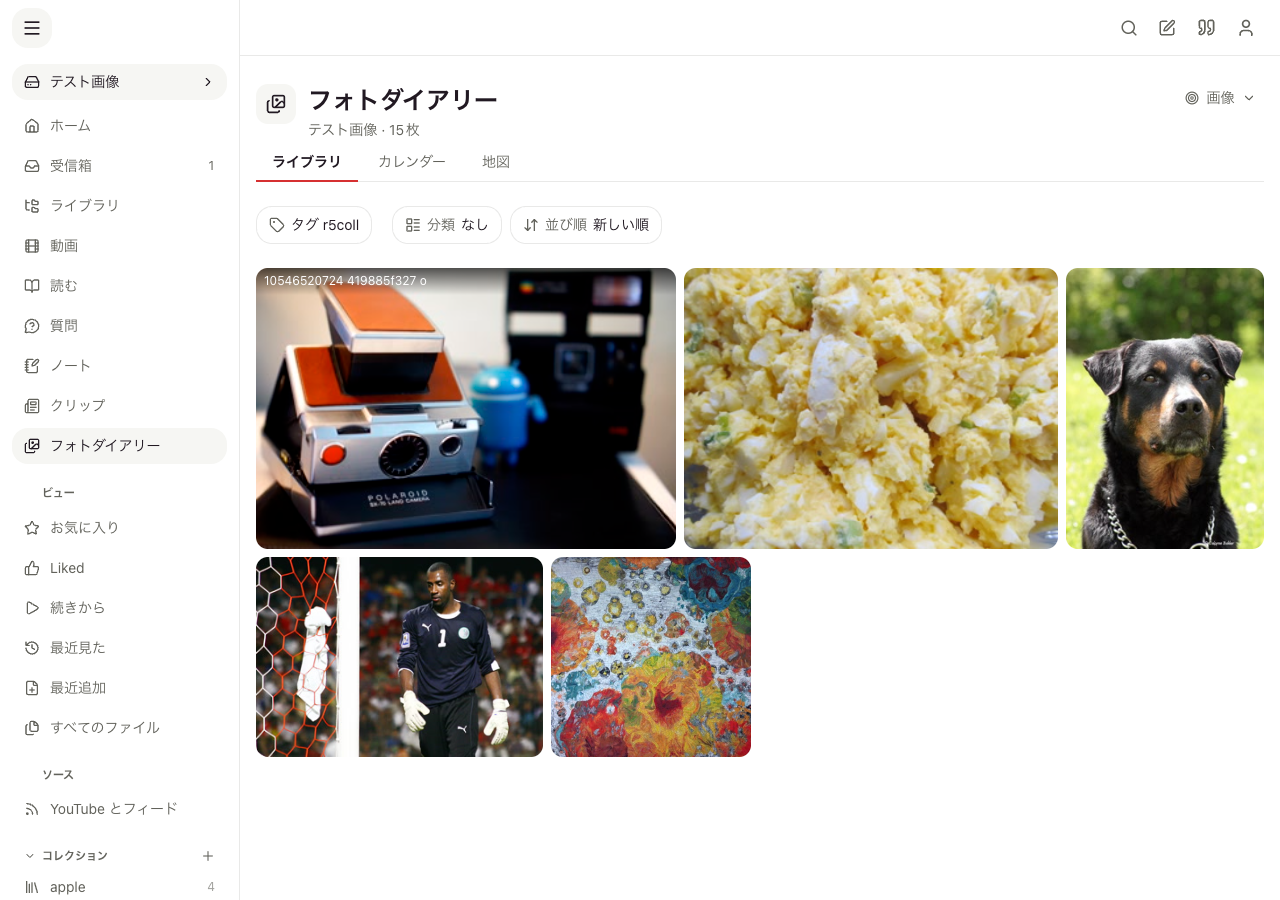 テスト画像
ホーム
受信箱 1
ライブラリ
動画
読む
質問
ノート
クリップ
フォトダイアリー
ビュー
お気に入り
Liked
続きから
最近見た
最近追加
すべてのファイル
ソース
YouTube とフィード
コレクション
apple 4
フォトダイアリー
テスト画像 · 15枚
画像
ライブラリ カレンダー 地図
タグ r5coll 分類 なし 並び順 新しい順
10546520724 419885f327 o
POLAROID
SX-70 LAND CAMERA
1